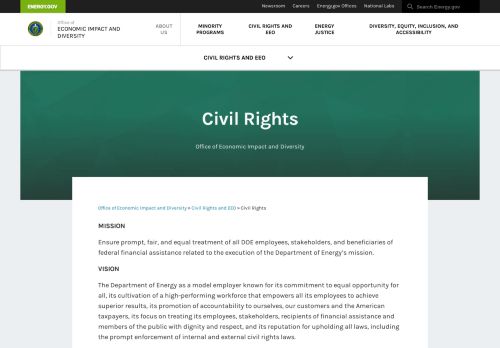 ENERGY.GOV
Newsroom
Careers
Energy.gov Offices
National Labs
Search Energy.gov
Office of
ECONOMIC IMPACT AND
DIVERSITY
ABOUT
US
MINORITY
PROGRAMS
CIVIL RIGHTS AND
EEO
ENERGY
JUSTICE
DIVERSITY, EQUITY, INCLUSION, AND
ACCESSIBILITY
CIVIL RIGHTS AND EEO
Civil Rights
Office of Economic Impact and Diversity
Office of Economic Impact and Diversity » Civil Rights and EEO » Civil Rights
MISSION
Ensure prompt, fair, and equal treatment of all DOE employees, stakeholders, and beneficiaries of
federal financial assistance related to the execution of the Department of Energy's mission.
VISION
The Department of Energy as a model employer known for its commitment to equal opportunity for
all, its cultivation of a high-performing workforce that empowers all its employees to achieve
superior results, its promotion of accountability to ourselves, our customers and the American
taxpayers, its focus on treating its employees, stakeholders, recipients of financial assistance and
members of the public with dignity and respect, and its reputation for upholding all laws, including
the prompt enforcement of internal and external civil rights laws.